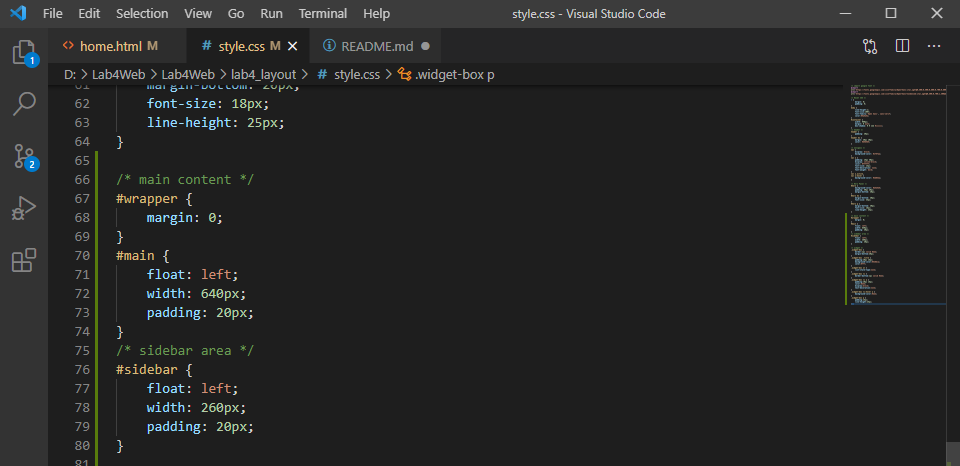 File Edit Selection View Go Run Terminal Help style.css - Visual Studio Code
<> home.html M # style.css M README.md
D: > Lab4Web > Lab4Web > lab4_layout > # style.css > .widget-box p
61 margin-bottom: 20px;
62 font-size: 18px;
63 line-height: 25px;
64 }
65
66 /* main content */
67 #wrapper {
68 margin: 0;
69 }
70 #main {
71 float: left;
72 width: 640px;
73 padding: 20px;
74 }
75 /* sidebar area */
76 #sidebar {
77 float: left;
78 width: 260px;
79 padding: 20px;
80 }
81
1
2